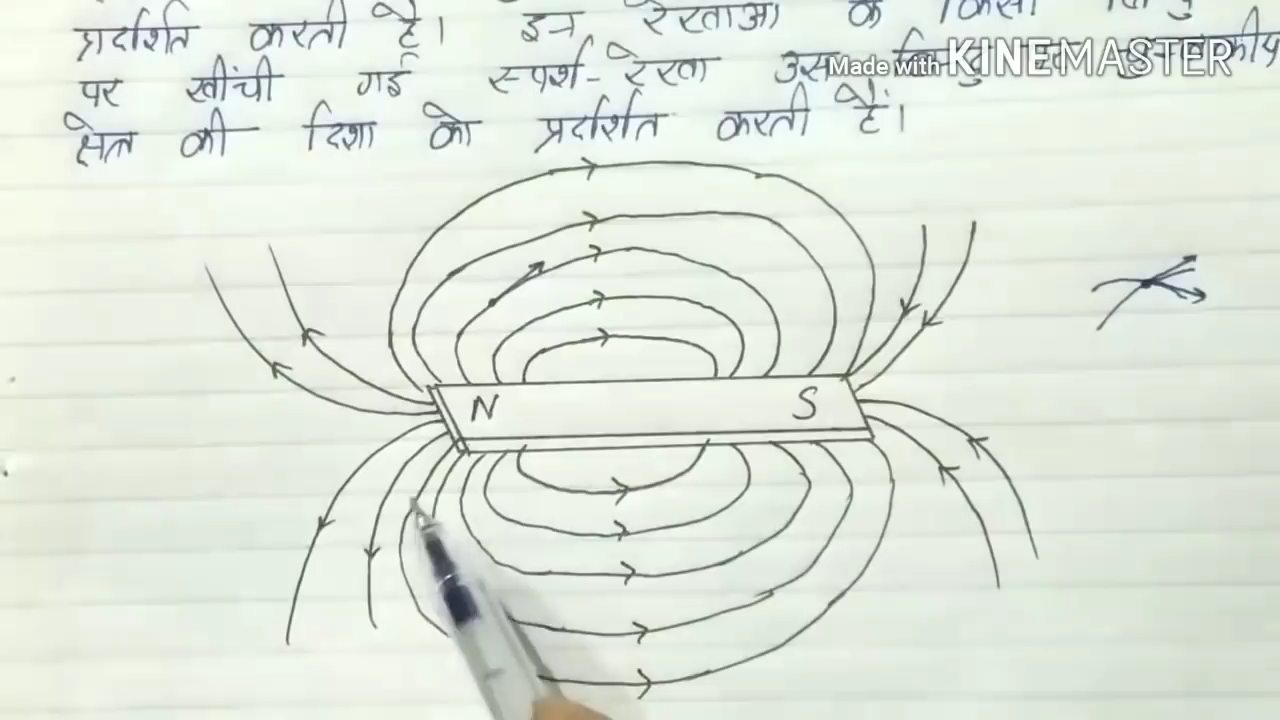 प्रदर्शित करती है। इन रेखाओं के किसी
पर खींची गई स्पर्श-रेखा उस
Made with KINEMASTER
क्षेत्र की दिशा को प्रदर्शित करती है।
N S